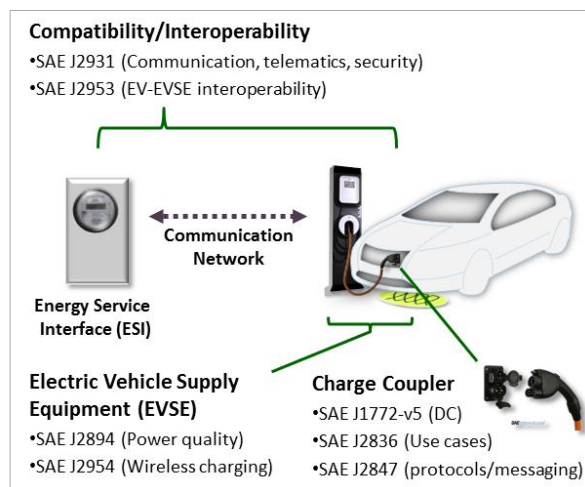 Compatibility/Interoperability
•SAE J2931 (Communication, telematics, security)
•SAE J2953 (EV-EVSE interoperability)
Communication
Network
Energy Service
Interface (ESI)
Electric Vehicle Supply
Equipment (EVSE)
•SAE J2894 (Power quality)
•SAE J2954 (Wireless charging)
Charge Coupler
•SAE J1772-v5 (DC)
•SAE J2836 (Use cases)
•SAE J2847 (protocols/messaging)
SAE International